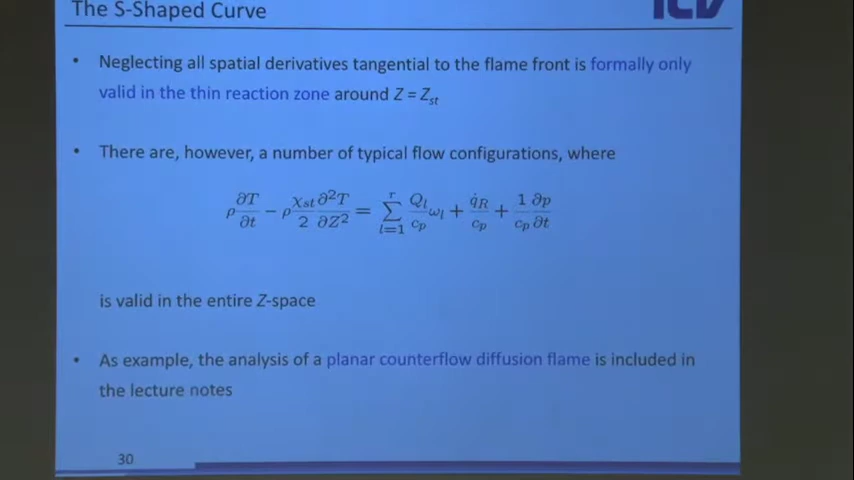 The S-Shaped Curve
ICV
• Neglecting all spatial derivatives tangential to the flame front is formally only
valid in the thin reaction zone around Z = Z_st
• There are, however, a number of typical flow configurations, where
ρ ∂T/∂t − ρ χ_st/2 ∂²T/∂Z² = ∑_{l=1}^{r} Q_l/c_p ω_l + q̇_R/c_p + 1/c_p ∂p/∂t
is valid in the entire Z-space
• As example, the analysis of a planar counterflow diffusion flame is included in
the lecture notes
30